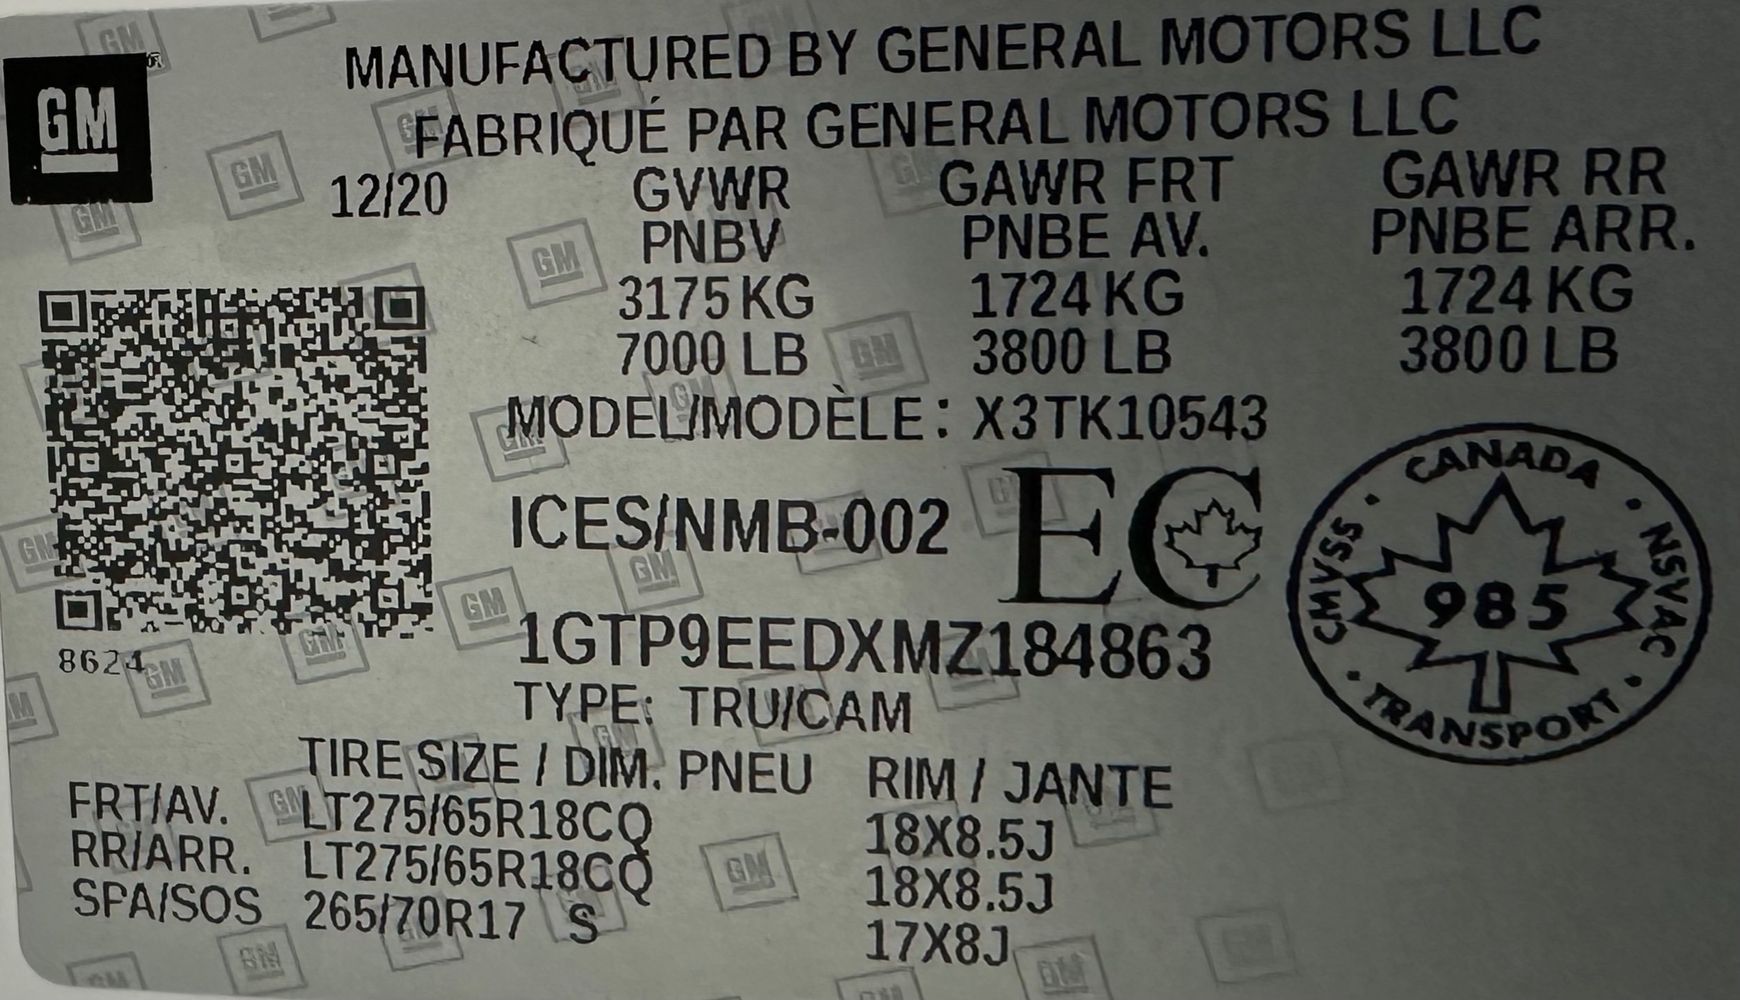 GM
MANUFACTURED BY GENERAL MOTORS LLC
FABRIQUÉ PAR GENERAL MOTORS LLC
12/20 GVWR GAWR FRT GAWR RR
PNBV PNBE AV. PNBE ARR.
3175 KG 1724 KG 1724 KG
7000 LB 3800 LB 3800 LB
MODEL/MODÈLE: X3TK10543
ICES/NMB-002 EC
CANADA
CMVSS 985 NSVAC
TRANSPORT
1GTP9EEDXMZ184863
8624
TYPE: TRU/CAM
TIRE SIZE / DIM. PNEU RIM / JANTE
FRT/AV. LT275/65R18CQ 18X8.5J
RR/ARR. LT275/65R18CQ 18X8.5J
SPA/SOS 265/70R17 S 17X8J